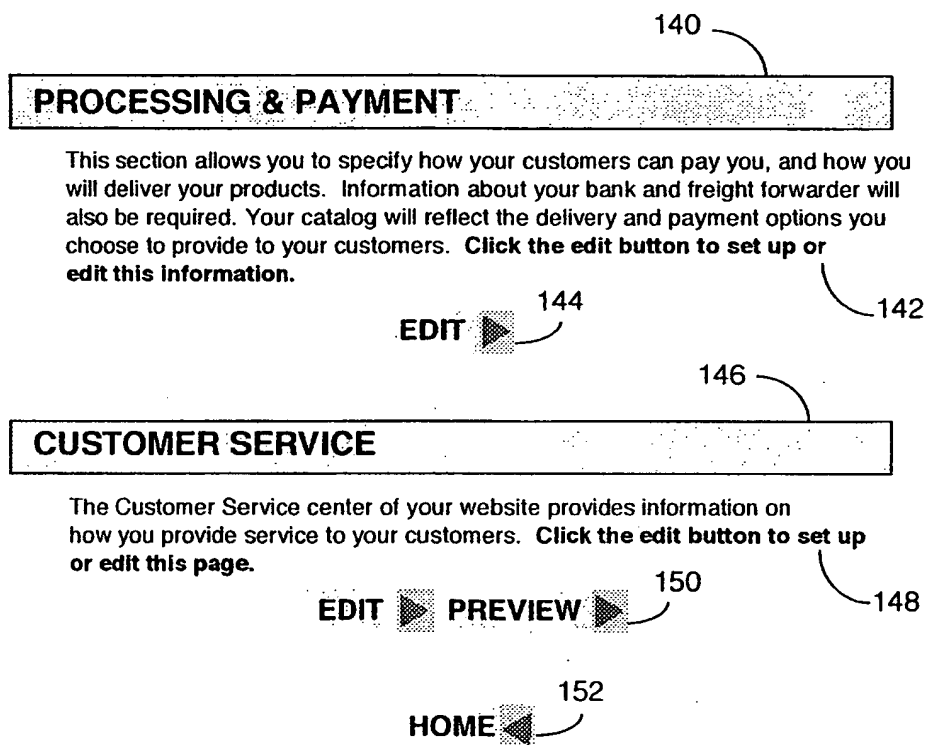 140
PROCESSING & PAYMENT
This section allows you to specify how your customers can pay you, and how you
will deliver your products. Information about your bank and freight forwarder will
also be required. Your catalog will reflect the delivery and payment options you
choose to provide to your customers. Click the edit button to set up or
edit this information.
142
EDIT 144
146
CUSTOMER SERVICE
The Customer Service center of your website provides information on
how you provide service to your customers. Click the edit button to set up
or edit this page.
148
EDIT PREVIEW 150
HOME 152